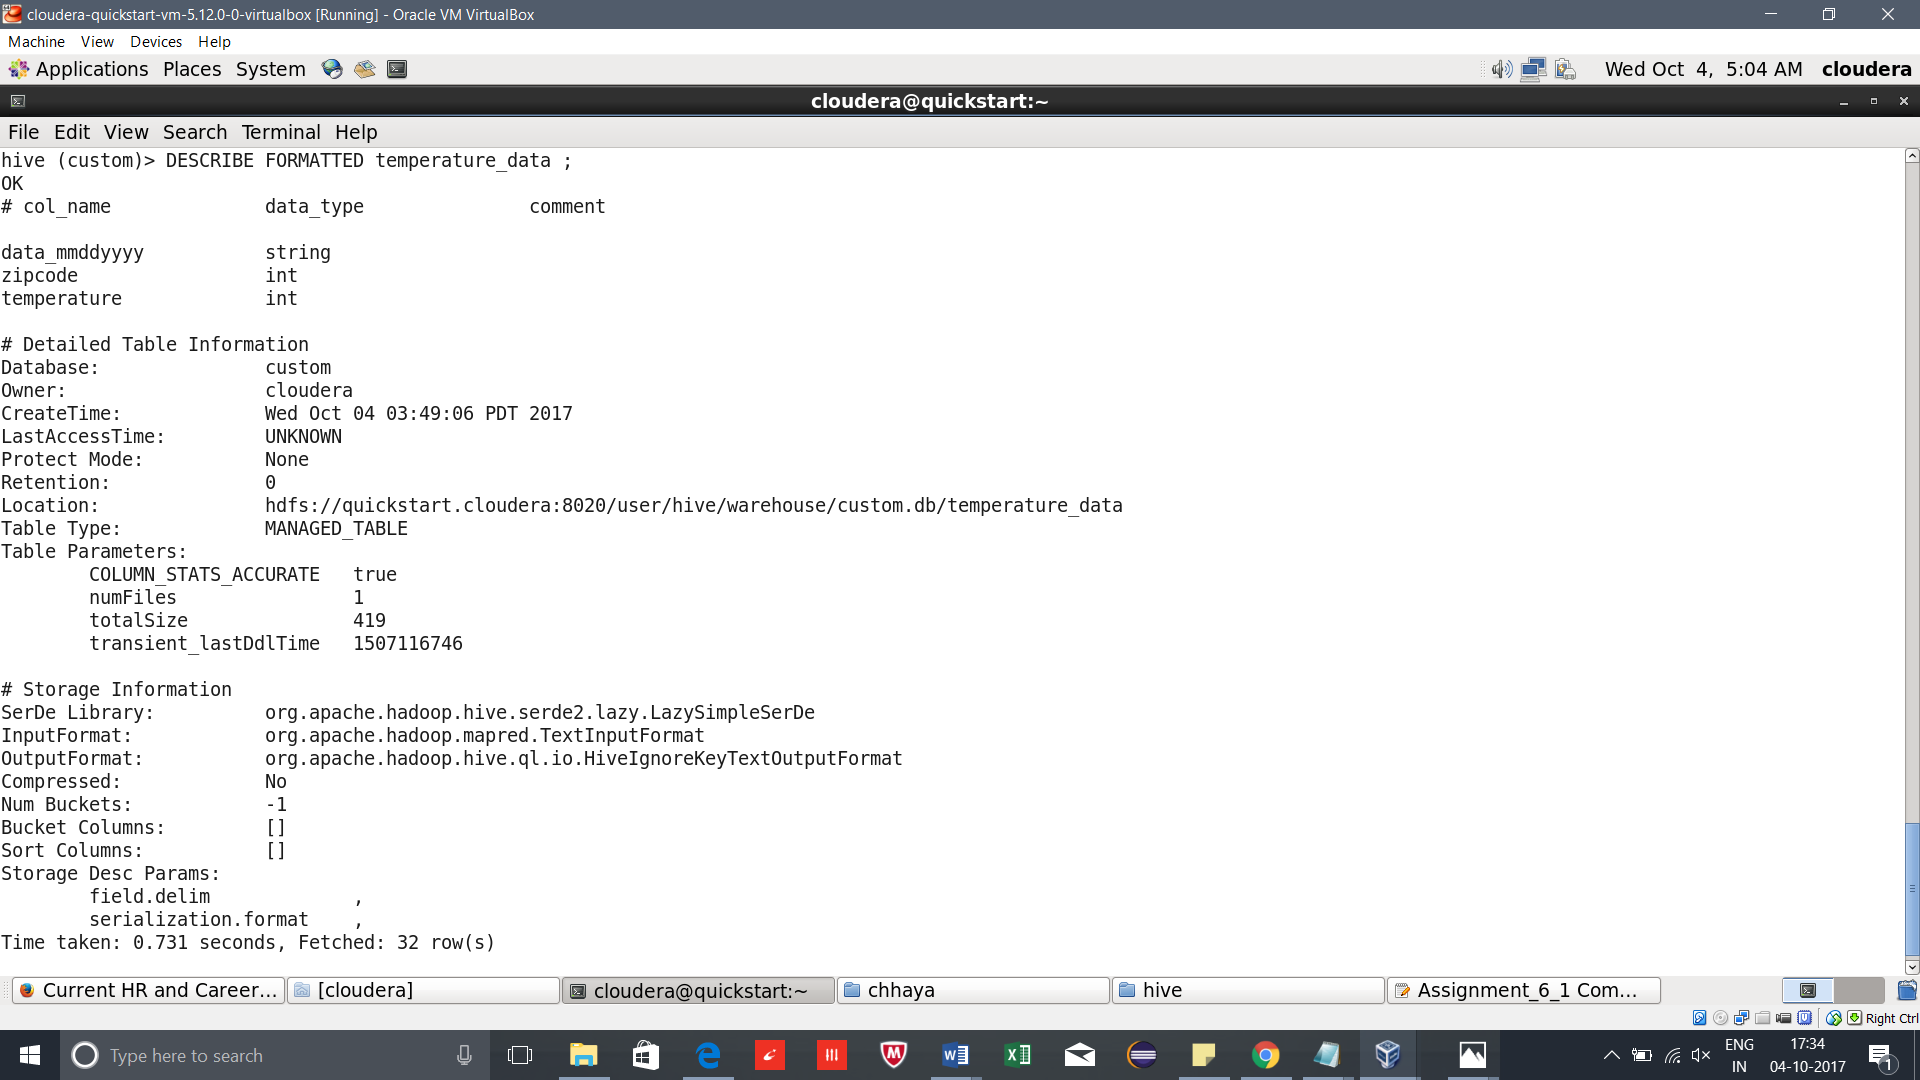 cloudera-quickstart-vm-5.12.0-0-virtualbox [Running] - Oracle VM VirtualBox
Machine View Devices Help
Applications Places System Wed Oct 4, 5:04 AM cloudera
cloudera@quickstart:~
File Edit View Search Terminal Help
hive (custom)> DESCRIBE FORMATTED temperature_data ;
OK
# col_name data_type comment
data_mmddyyyy string
zipcode int
temperature int
# Detailed Table Information
Database: custom
Owner: cloudera
CreateTime: Wed Oct 04 03:49:06 PDT 2017
LastAccessTime: UNKNOWN
Protect Mode: None
Retention: 0
Location: hdfs://quickstart.cloudera:8020/user/hive/warehouse/custom.db/temperature_data
Table Type: MANAGED_TABLE
Table Parameters:
COLUMN_STATS_ACCURATE true
numFiles 1
totalSize 419
transient_lastDdlTime 1507116746
# Storage Information
SerDe Library: org.apache.hadoop.hive.serde2.lazy.LazySimpleSerDe
InputFormat: org.apache.hadoop.mapred.TextInputFormat
OutputFormat: org.apache.hadoop.hive.ql.io.HiveIgnoreKeyTextOutputFormat
Compressed: No
Num Buckets: -1
Bucket Columns: []
Sort Columns: []
Storage Desc Params:
field.delim ,
serialization.format ,
Time taken: 0.731 seconds, Fetched: 32 row(s)
Current HR and Career... [cloudera] cloudera@quickstart:~ chhaya hive Assignment_6_1 Com...
Right Ctrl
Type here to search
ENG
IN
17:34
04-10-2017
1